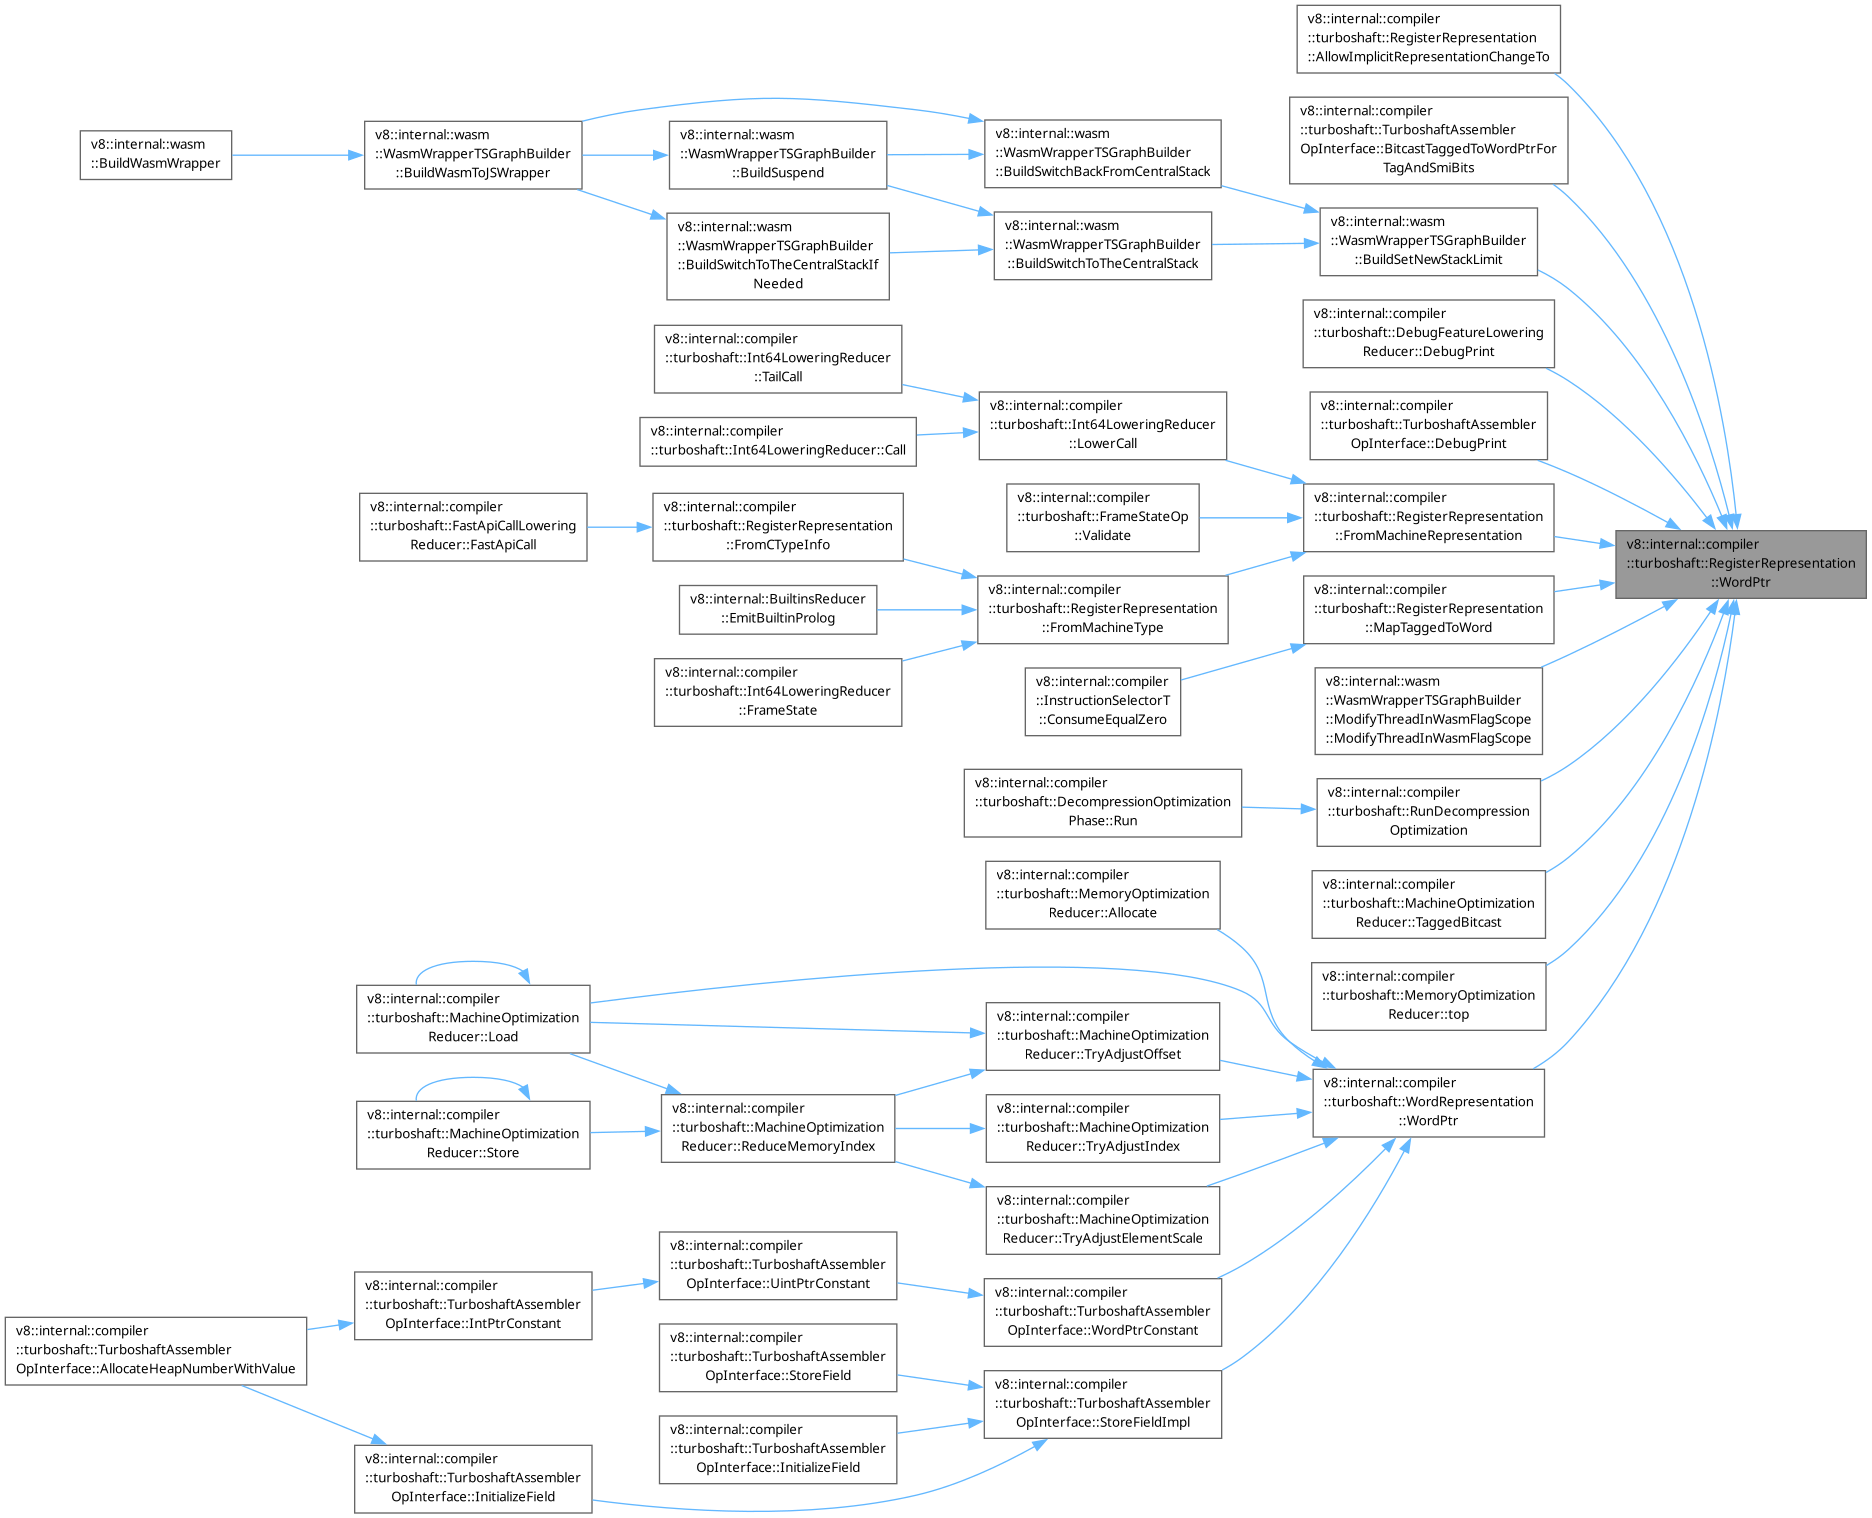 v8::internal::compiler
::turboshaft::RegisterRepresentation
::AllowImplicitRepresentationChangeTo
v8::internal::compiler
::turboshaft::TurboshaftAssembler
OpInterface::BitcastTaggedToWordPtrFor
TagAndSmiBits
v8::internal::wasm
::BuildWasmWrapper
v8::internal::wasm
::WasmWrapperTSGraphBuilder
::BuildWasmToJSWrapper
v8::internal::wasm
::WasmWrapperTSGraphBuilder
::BuildSuspend
v8::internal::wasm
::WasmWrapperTSGraphBuilder
::BuildSwitchBackFromCentralStack
v8::internal::wasm
::WasmWrapperTSGraphBuilder
::BuildSwitchToTheCentralStackIf
Needed
v8::internal::wasm
::WasmWrapperTSGraphBuilder
::BuildSwitchToTheCentralStack
v8::internal::wasm
::WasmWrapperTSGraphBuilder
::BuildSetNewStackLimit
v8::internal::compiler
::turboshaft::DebugFeatureLowering
Reducer::DebugPrint
v8::internal::compiler
::turboshaft::Int64LoweringReducer
::TailCall
v8::internal::compiler
::turboshaft::Int64LoweringReducer::Call
v8::internal::compiler
::turboshaft::Int64LoweringReducer
::LowerCall
v8::internal::compiler
::turboshaft::TurboshaftAssembler
OpInterface::DebugPrint
v8::internal::compiler
::turboshaft::FastApiCallLowering
Reducer::FastApiCall
v8::internal::compiler
::turboshaft::RegisterRepresentation
::FromCTypeInfo
v8::internal::compiler
::turboshaft::FrameStateOp
::Validate
v8::internal::compiler
::turboshaft::RegisterRepresentation
::FromMachineRepresentation
v8::internal::compiler
::turboshaft::RegisterRepresentation
::WordPtr
v8::internal::BuiltinsReducer
::EmitBuiltinProlog
v8::internal::compiler
::turboshaft::RegisterRepresentation
::FromMachineType
v8::internal::compiler
::turboshaft::RegisterRepresentation
::MapTaggedToWord
v8::internal::compiler
::turboshaft::Int64LoweringReducer
::FrameState
v8::internal::compiler
::InstructionSelectorT
::ConsumeEqualZero
v8::internal::wasm
::WasmWrapperTSGraphBuilder
::ModifyThreadInWasmFlagScope
::ModifyThreadInWasmFlagScope
v8::internal::compiler
::turboshaft::DecompressionOptimization
Phase::Run
v8::internal::compiler
::turboshaft::RunDecompression
Optimization
v8::internal::compiler
::turboshaft::MemoryOptimization
Reducer::Allocate
v8::internal::compiler
::turboshaft::MachineOptimization
Reducer::TaggedBitcast
v8::internal::compiler
::turboshaft::MemoryOptimization
Reducer::top
v8::internal::compiler
::turboshaft::MachineOptimization
Reducer::Load
v8::internal::compiler
::turboshaft::MachineOptimization
Reducer::TryAdjustOffset
v8::internal::compiler
::turboshaft::WordRepresentation
::WordPtr
v8::internal::compiler
::turboshaft::MachineOptimization
Reducer::Store
v8::internal::compiler
::turboshaft::MachineOptimization
Reducer::ReduceMemoryIndex
v8::internal::compiler
::turboshaft::MachineOptimization
Reducer::TryAdjustIndex
v8::internal::compiler
::turboshaft::MachineOptimization
Reducer::TryAdjustElementScale
v8::internal::compiler
::turboshaft::TurboshaftAssembler
OpInterface::UintPtrConstant
v8::internal::compiler
::turboshaft::TurboshaftAssembler
OpInterface::IntPtrConstant
v8::internal::compiler
::turboshaft::TurboshaftAssembler
OpInterface::WordPtrConstant
v8::internal::compiler
::turboshaft::TurboshaftAssembler
OpInterface::AllocateHeapNumberWithValue
v8::internal::compiler
::turboshaft::TurboshaftAssembler
OpInterface::StoreField
v8::internal::compiler
::turboshaft::TurboshaftAssembler
OpInterface::StoreFieldImpl
v8::internal::compiler
::turboshaft::TurboshaftAssembler
OpInterface::InitializeField
v8::internal::compiler
::turboshaft::TurboshaftAssembler
OpInterface::InitializeField